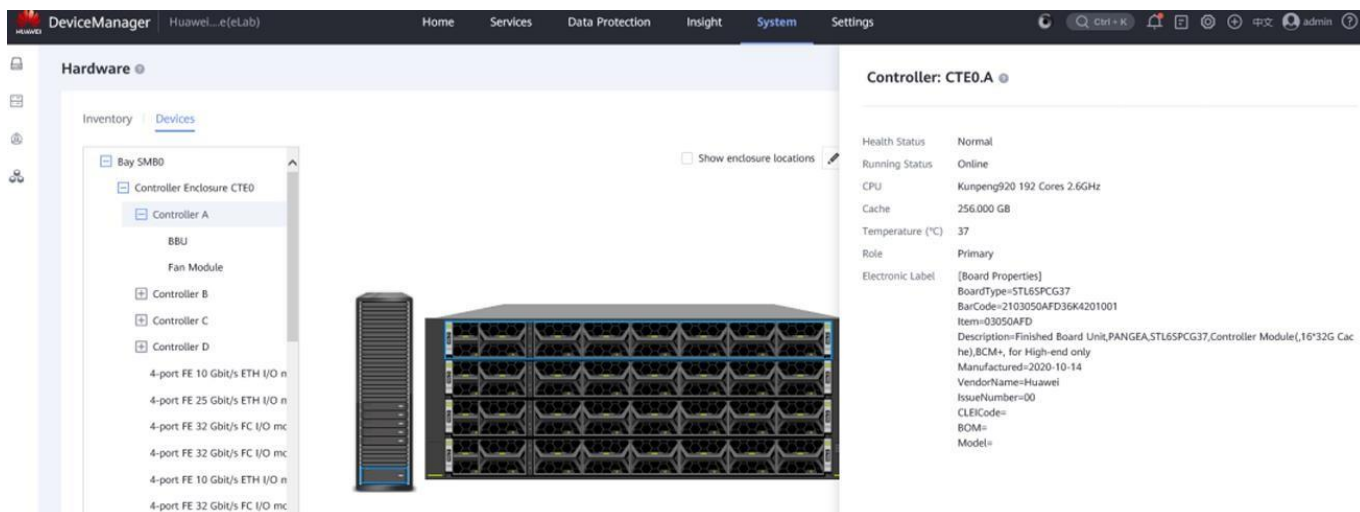 HUAWEI
DeviceManager
Huawei....e(eLab)
Home
Services
Data Protection
Insight
System
Settings
Ctrl + K
中文
admin
Hardware
Inventory
Devices
Bay SMB0
Controller Enclosure CTE0
Controller A
BBU
Fan Module
Controller B
Controller C
Controller D
4-port FE 10 Gbit/s ETH I/O m
4-port FE 25 Gbit/s ETH I/O m
4-port FE 32 Gbit/s FC I/O mc
4-port FE 32 Gbit/s FC I/O mc
4-port FE 10 Gbit/s ETH I/O m
4-port FE 32 Gbit/s FC I/O mc
Show enclosure locations
Controller: CTE0.A
Health Status Normal
Running Status Online
CPU Kunpeng920 192 Cores 2.6GHz
Cache 256.000 GB
Temperature (°C) 37
Role Primary
Electronic Label [Board Properties]
BoardType=STL6SPCG37
BarCode=2103050AFD36K4201001
Item=03050AFD
Description=Finished Board Unit,PANGEA,STL6SPCG37,Controller Module(,16*32G Cac
he),BCM+, for High-end only
Manufactured=2020-10-14
VendorName=Huawei
IssueNumber=00
CLEICode=
BOM=
Model=